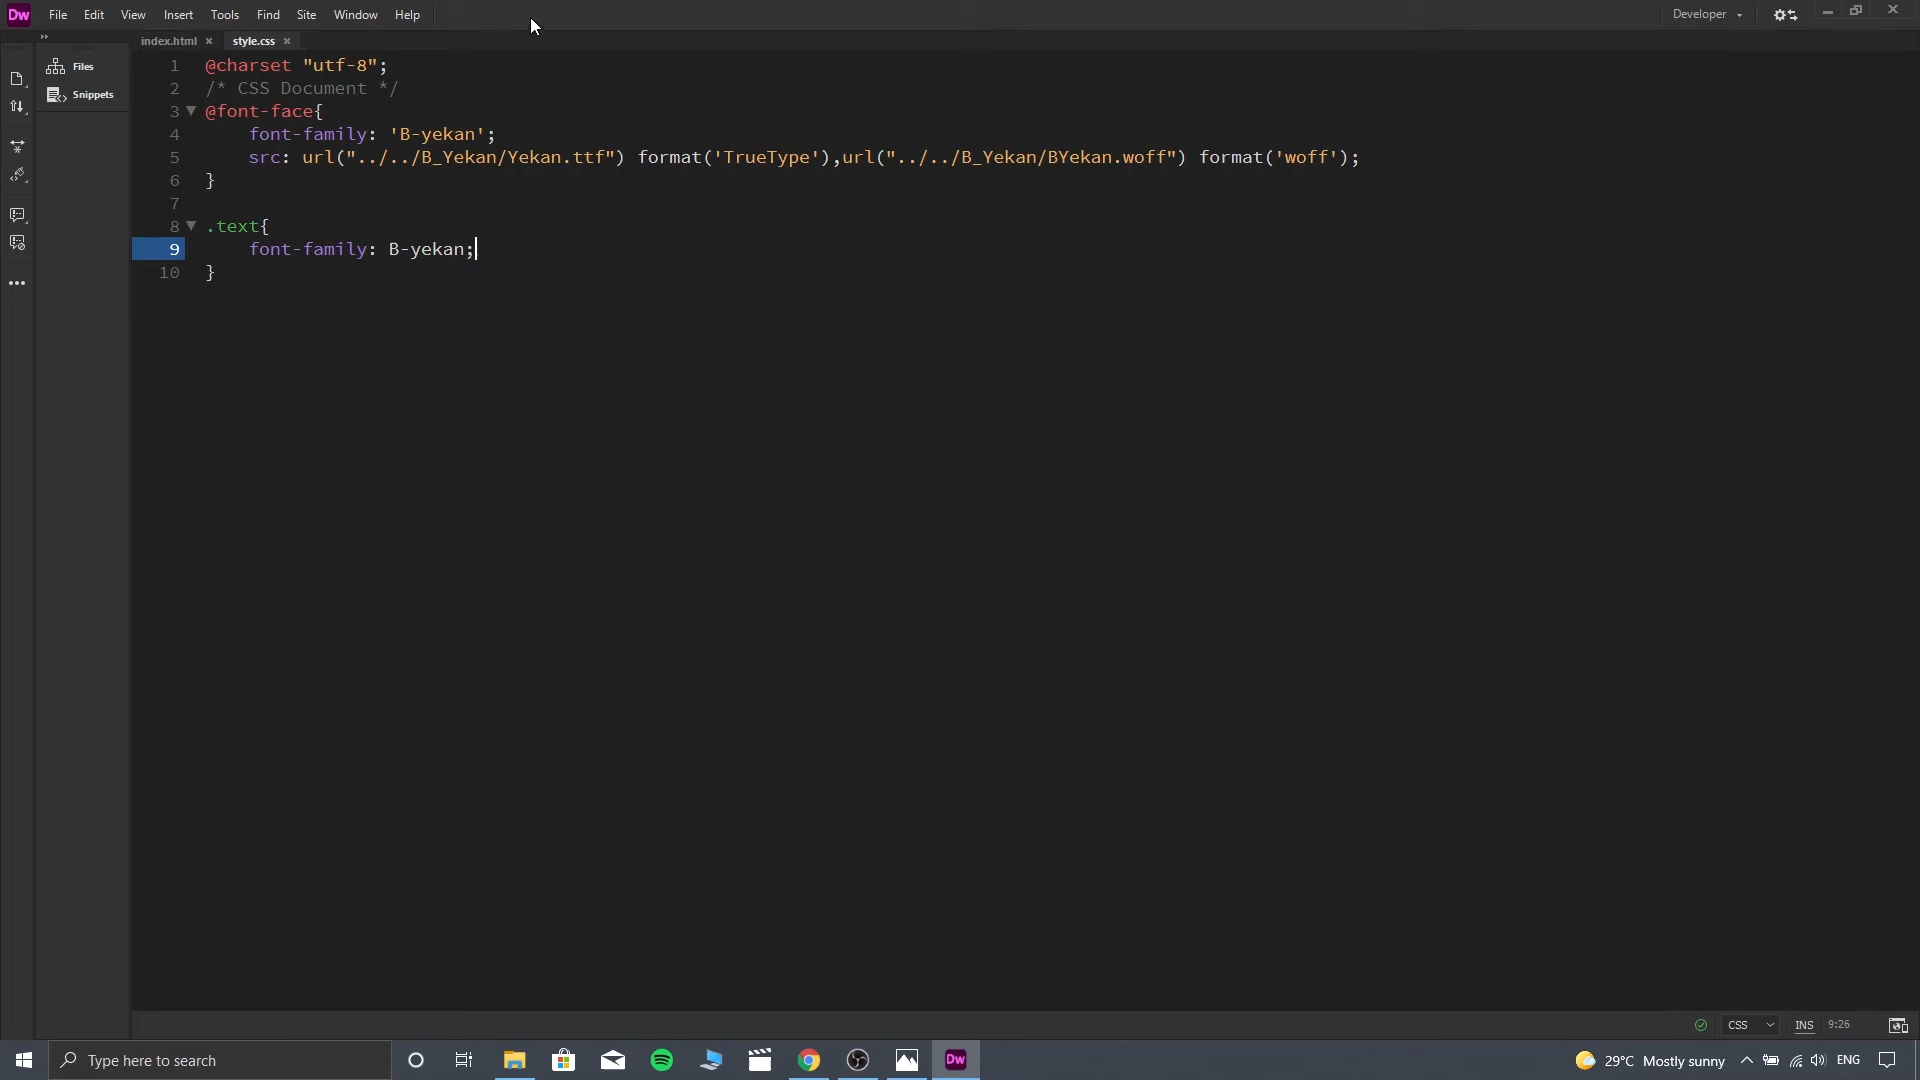 Dw File Edit View Insert Tools Find Site Window Help Developer
index.html × style.css ×
Files
Snippets
1 @charset "utf-8";
2 /* CSS Document */
3 @font-face{
4 font-family: 'B-yekan';
5 src: url("../../B_Yekan/Yekan.ttf") format('TrueType'),url("../../B_Yekan/BYekan.woff") format('woff');
6 }
7
8 .text{
9 font-family: B-yekan;
10 }
CSS INS 9:26
Type here to search Dw 29°C Mostly sunny ENG